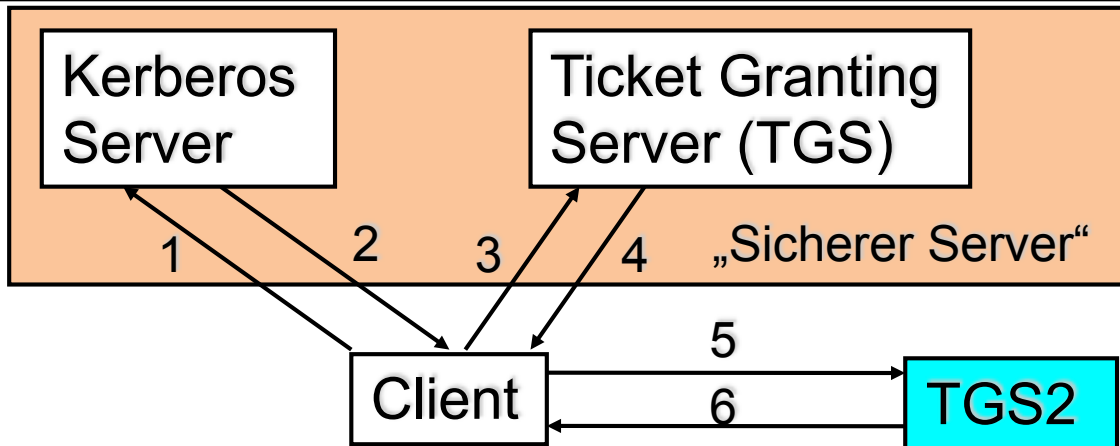 Kerberos
Server
Ticket Granting
Server (TGS)
1
2
3
4
„Sicherer Server“
5
Client
6
TGS2